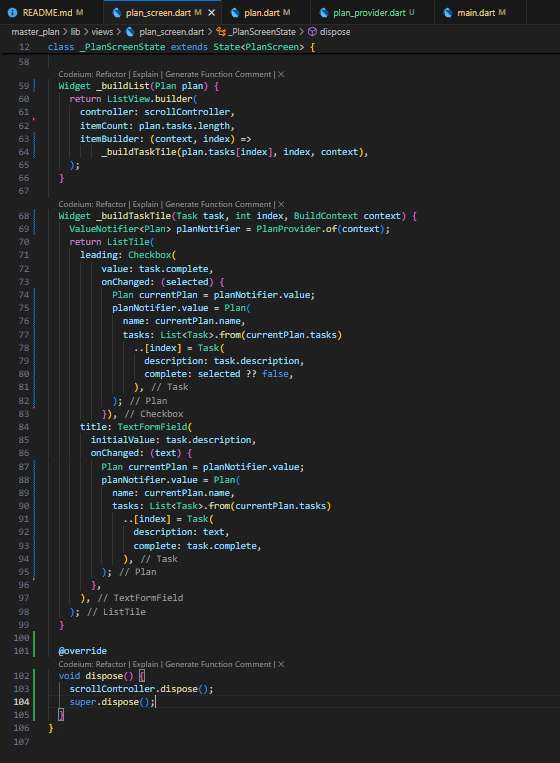 README.md M plan_screen.dart M X plan.dart M plan_provider.dart U main.dart M
master_plan > lib > views > plan_screen.dart > _PlanScreenState > dispose
12 class _PlanScreenState extends State<PlanScreen> {
58
Codeium: Refactor | Explain | Generate Function Comment | X
59 Widget _buildList(Plan plan) {
60 return ListView.builder(
61 controller: scrollController,
62 itemCount: plan.tasks.length,
63 itemBuilder: (context, index) =>
64 _buildTaskTile(plan.tasks[index], index, context),
65 );
66 }
67
Codeium: Refactor | Explain | Generate Function Comment | X
68 Widget _buildTaskTile(Task task, int index, BuildContext context) {
69 ValueNotifier<Plan> planNotifier = PlanProvider.of(context);
70 return ListTile(
71 leading: Checkbox(
72 value: task.complete,
73 onChanged: (selected) {
74 Plan currentPlan = planNotifier.value;
75 planNotifier.value = Plan(
76 name: currentPlan.name,
77 tasks: List<Task>.from(currentPlan.tasks)
78 ..[index] = Task(
79 description: task.description,
80 complete: selected ?? false,
81 ), // Task
82 ); // Plan
83 }), // Checkbox
84 title: TextFormField(
85 initialValue: task.description,
86 onChanged: (text) {
87 Plan currentPlan = planNotifier.value;
88 planNotifier.value = Plan(
89 name: currentPlan.name,
90 tasks: List<Task>.from(currentPlan.tasks)
91 ..[index] = Task(
92 description: text,
93 complete: task.complete,
94 ), // Task
95 ); // Plan
96 },
97 ), // TextFormField
98 ); // ListTile
99 }
100
101 @override
Codeium: Refactor | Explain | Generate Function Comment | X
102 void dispose() {
103 scrollController.dispose();
104 super.dispose();
105 }
106 }
107